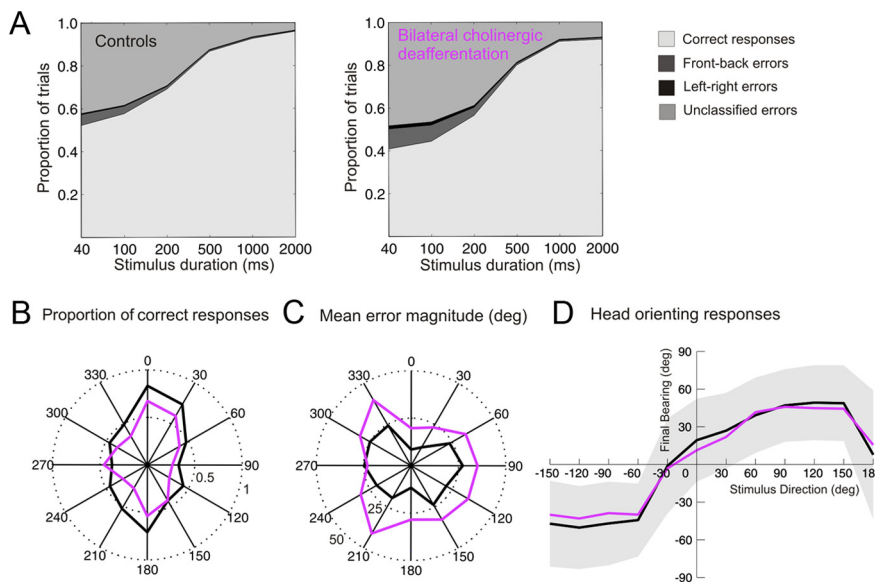 A
Controls
Proportion of trials
1.0
0.8
0.6
0.4
0.2
40 100 200 500 1000 2000
Stimulus duration (ms)
Bilateral cholinergic
deafferentation
Proportion of trials
1.0
0.8
0.6
0.4
0.2
40 100 200 500 1000 2000
Stimulus duration (ms)
Correct responses
Front-back errors
Left-right errors
Unclassified errors
B Proportion of correct responses
0
30
60
90
120
150
180
210
240
270
300
330
0.5
1
C Mean error magnitude (deg)
0
30
60
90
120
150
180
210
240
270
300
330
25
50
D Head orienting responses
Final Bearing (deg)
90
60
30
0
-30
-60
-90
-150 -120 -90 -60 -30 0 30 60 90 120 150 18
Stimulus Direction (deg)